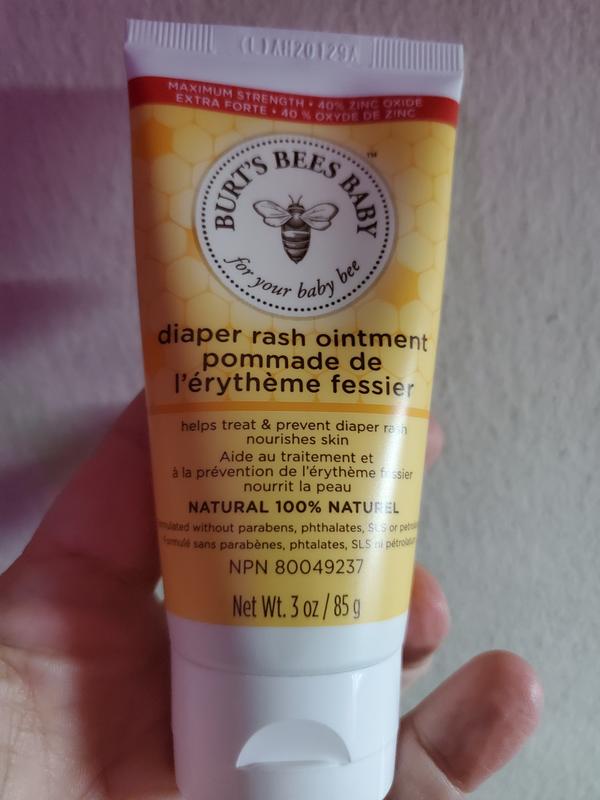 (L)AH20129A
MAXIMUM STRENGTH • 40% ZINC OXIDE
EXTRA FORTE • 40 % OXYDE DE ZINC
BURT'S BEES BABY™
for your baby bee
diaper rash ointment
pommade de
l'érythème fessier
helps treat & prevent diaper rash
nourishes skin
Aide au traitement et
à la prévention de l'érythème fessier
nourrit la peau
NATURAL 100% NATUREL
without parabens, phthalates, SLS or
formulé sans parabènes, phtalates, SLS ni pétrolatum
NPN 80049237
Net Wt. 3 oz / 85 g